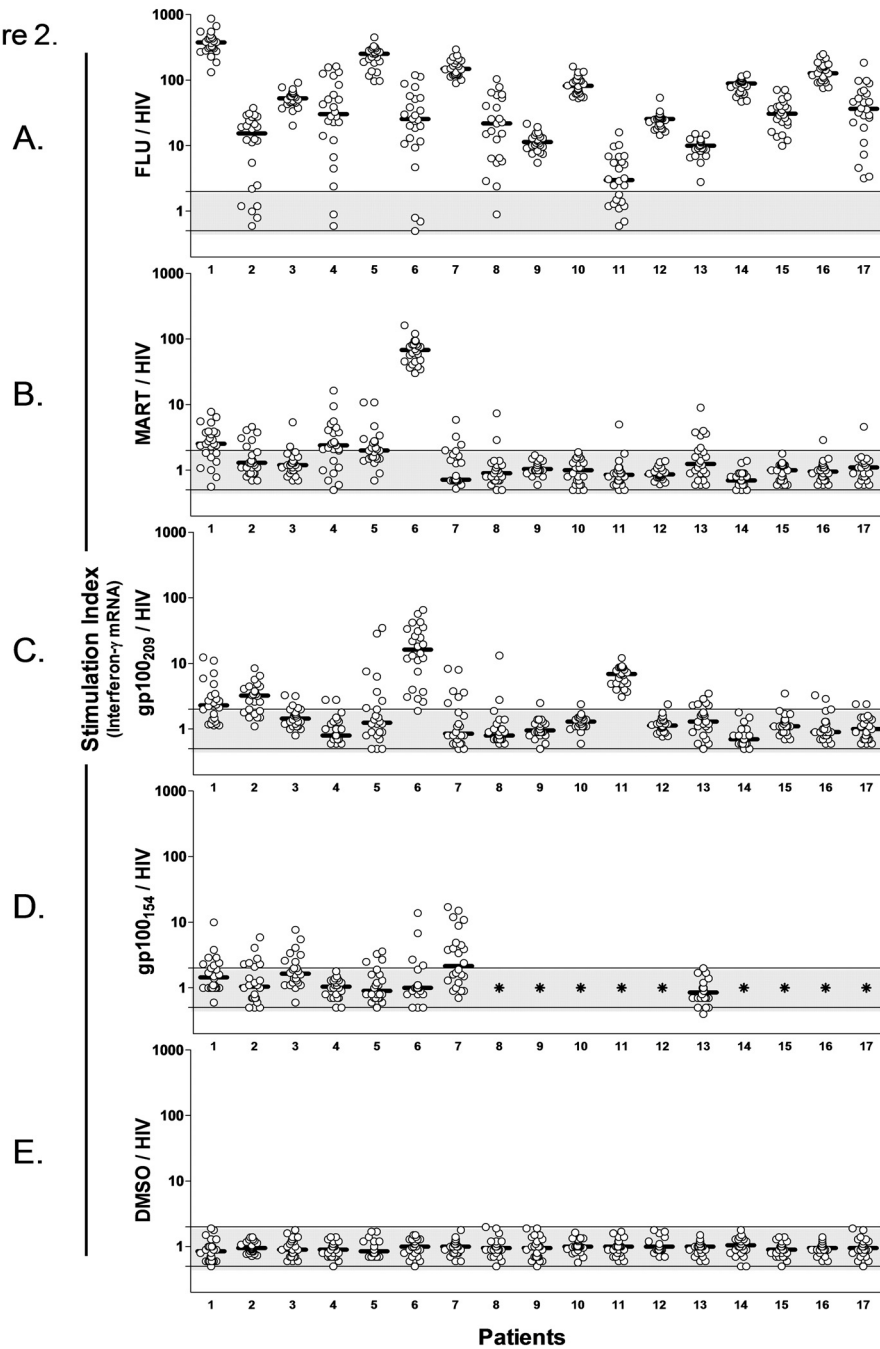 re 2.
Stimulation Index
(Interferon-γ mRNA)
A.
FLU / HIV
1000
100
10
1
1 2 3 4 5 6 7 8 9 10 11 12 13 14 15 16 17
B.
MART / HIV
1000
100
10
1
1 2 3 4 5 6 7 8 9 10 11 12 13 14 15 16 17
C.
gp100₂₀₉ / HIV
1000
100
10
1
1 2 3 4 5 6 7 8 9 10 11 12 13 14 15 16 17
D.
gp100₁₅₄ / HIV
1000
100
10
1
* * * * * * * * *
1 2 3 4 5 6 7 8 9 10 11 12 13 14 15 16 17
E.
DMSO / HIV
1000
100
10
1
1 2 3 4 5 6 7 8 9 10 11 12 13 14 15 16 17
Patients